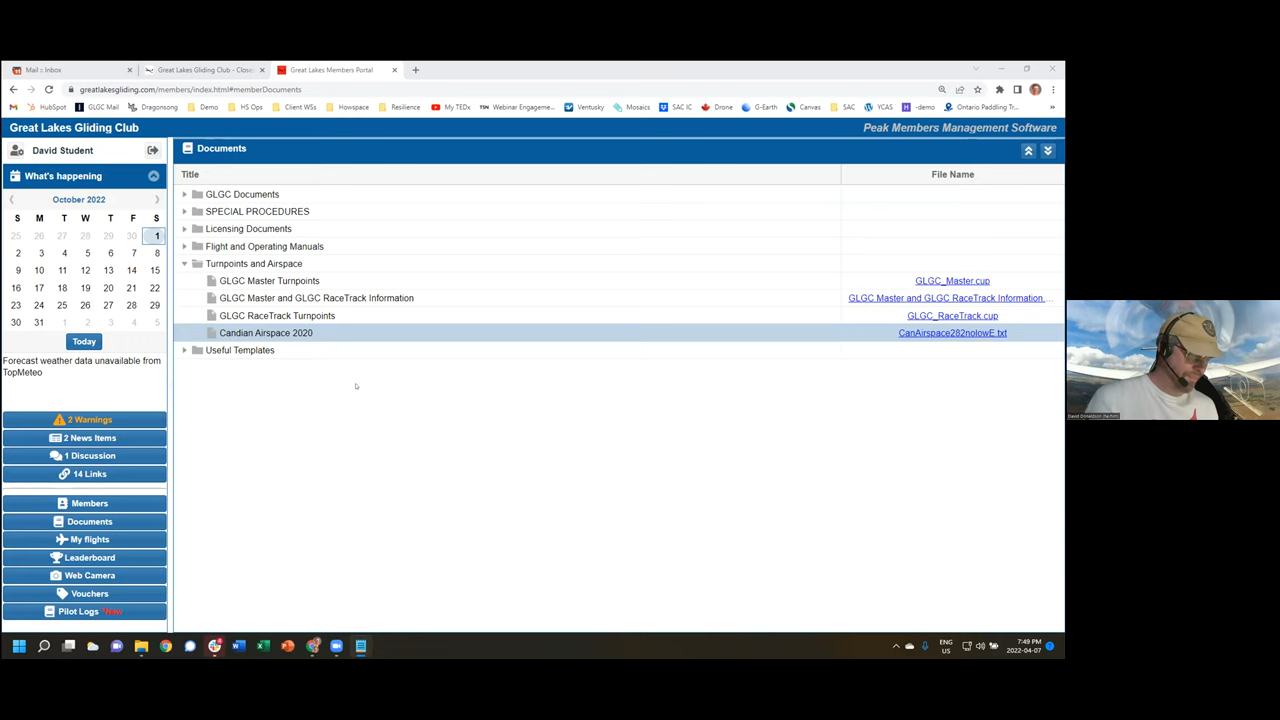 Mail :: Inbox
Great Lakes Gliding Club - Close
Great Lakes Members Portal
greatlakesgliding.com/members/index.html#memberDocuments
HubSpot
GLGC Mail
Dragonsong
Demo
HS Ops
Client WSs
Howspace
Resilience
My TEDx
Webinar Engageme...
Ventusky
Mosaics
SAC IC
Drone
G-Earth
Canvas
SAC
YCAS
-demo
Ontario Paddling Tr...
Great Lakes Gliding Club
Peak Members Management Software
David Student
Documents
What's happening
Title
File Name
October 2022
S M T W T F S
25 26 27 28 29 30 1
2 3 4 5 6 7 8
9 10 11 12 13 14 15
16 17 18 19 20 21 22
23 24 25 26 27 28 29
30 31 1 2 3 4 5
Today
Forecast weather data unavailable from
TopMeteo
2 Warnings
2 News Items
1 Discussion
14 Links
Members
Documents
My flights
Leaderboard
Web Camera
Vouchers
Pilot Logs *New
GLGC Documents
SPECIAL PROCEDURES
Licensing Documents
Flight and Operating Manuals
Turnpoints and Airspace
GLGC Master Turnpoints
GLGC_Master.cup
GLGC Master and GLGC RaceTrack Information
GLGC Master and GLGC RaceTrack Information....
GLGC RaceTrack Turnpoints
GLGC_RaceTrack.cup
Candian Airspace 2020
CanAirspace282nolowE.txt
Useful Templates
David Donaldson (he/him)
ENG
US
7:49 PM
2022-04-07